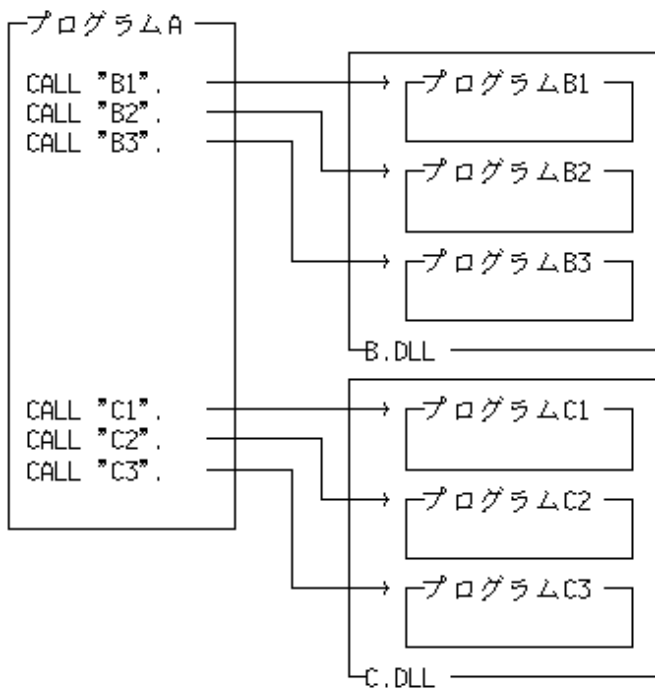 プログラムA
CALL "B1".
CALL "B2".
CALL "B3".
プログラムB1
プログラムB2
プログラムB3
B.DLL
CALL "C1".
CALL "C2".
CALL "C3".
プログラムC1
プログラムC2
プログラムC3
C.DLL